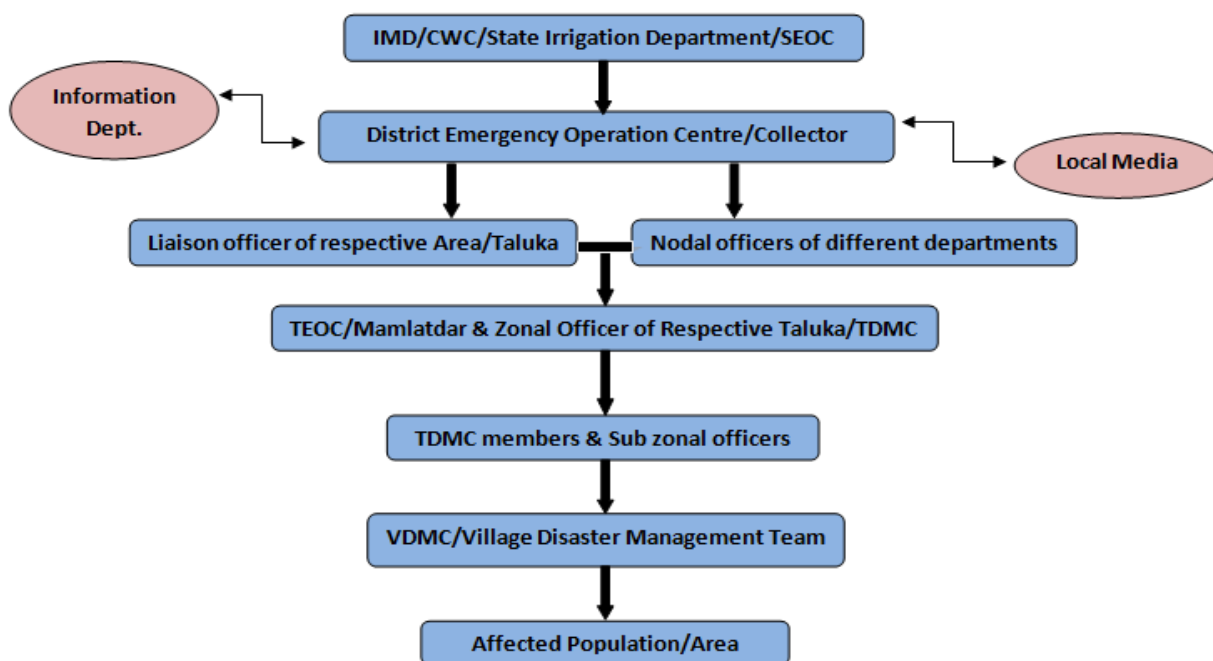 IMD/CWC/State Irrigation Department/SEOC
Information
Dept.
District Emergency Operation Centre/Collector
Local Media
Liaison officer of respective Area/Taluka
Nodal officers of different departments
TEOC/Mamlatdar & Zonal Officer of Respective Taluka/TDMC
TDMC members & Sub zonal officers
VDMC/Village Disaster Management Team
Affected Population/Area